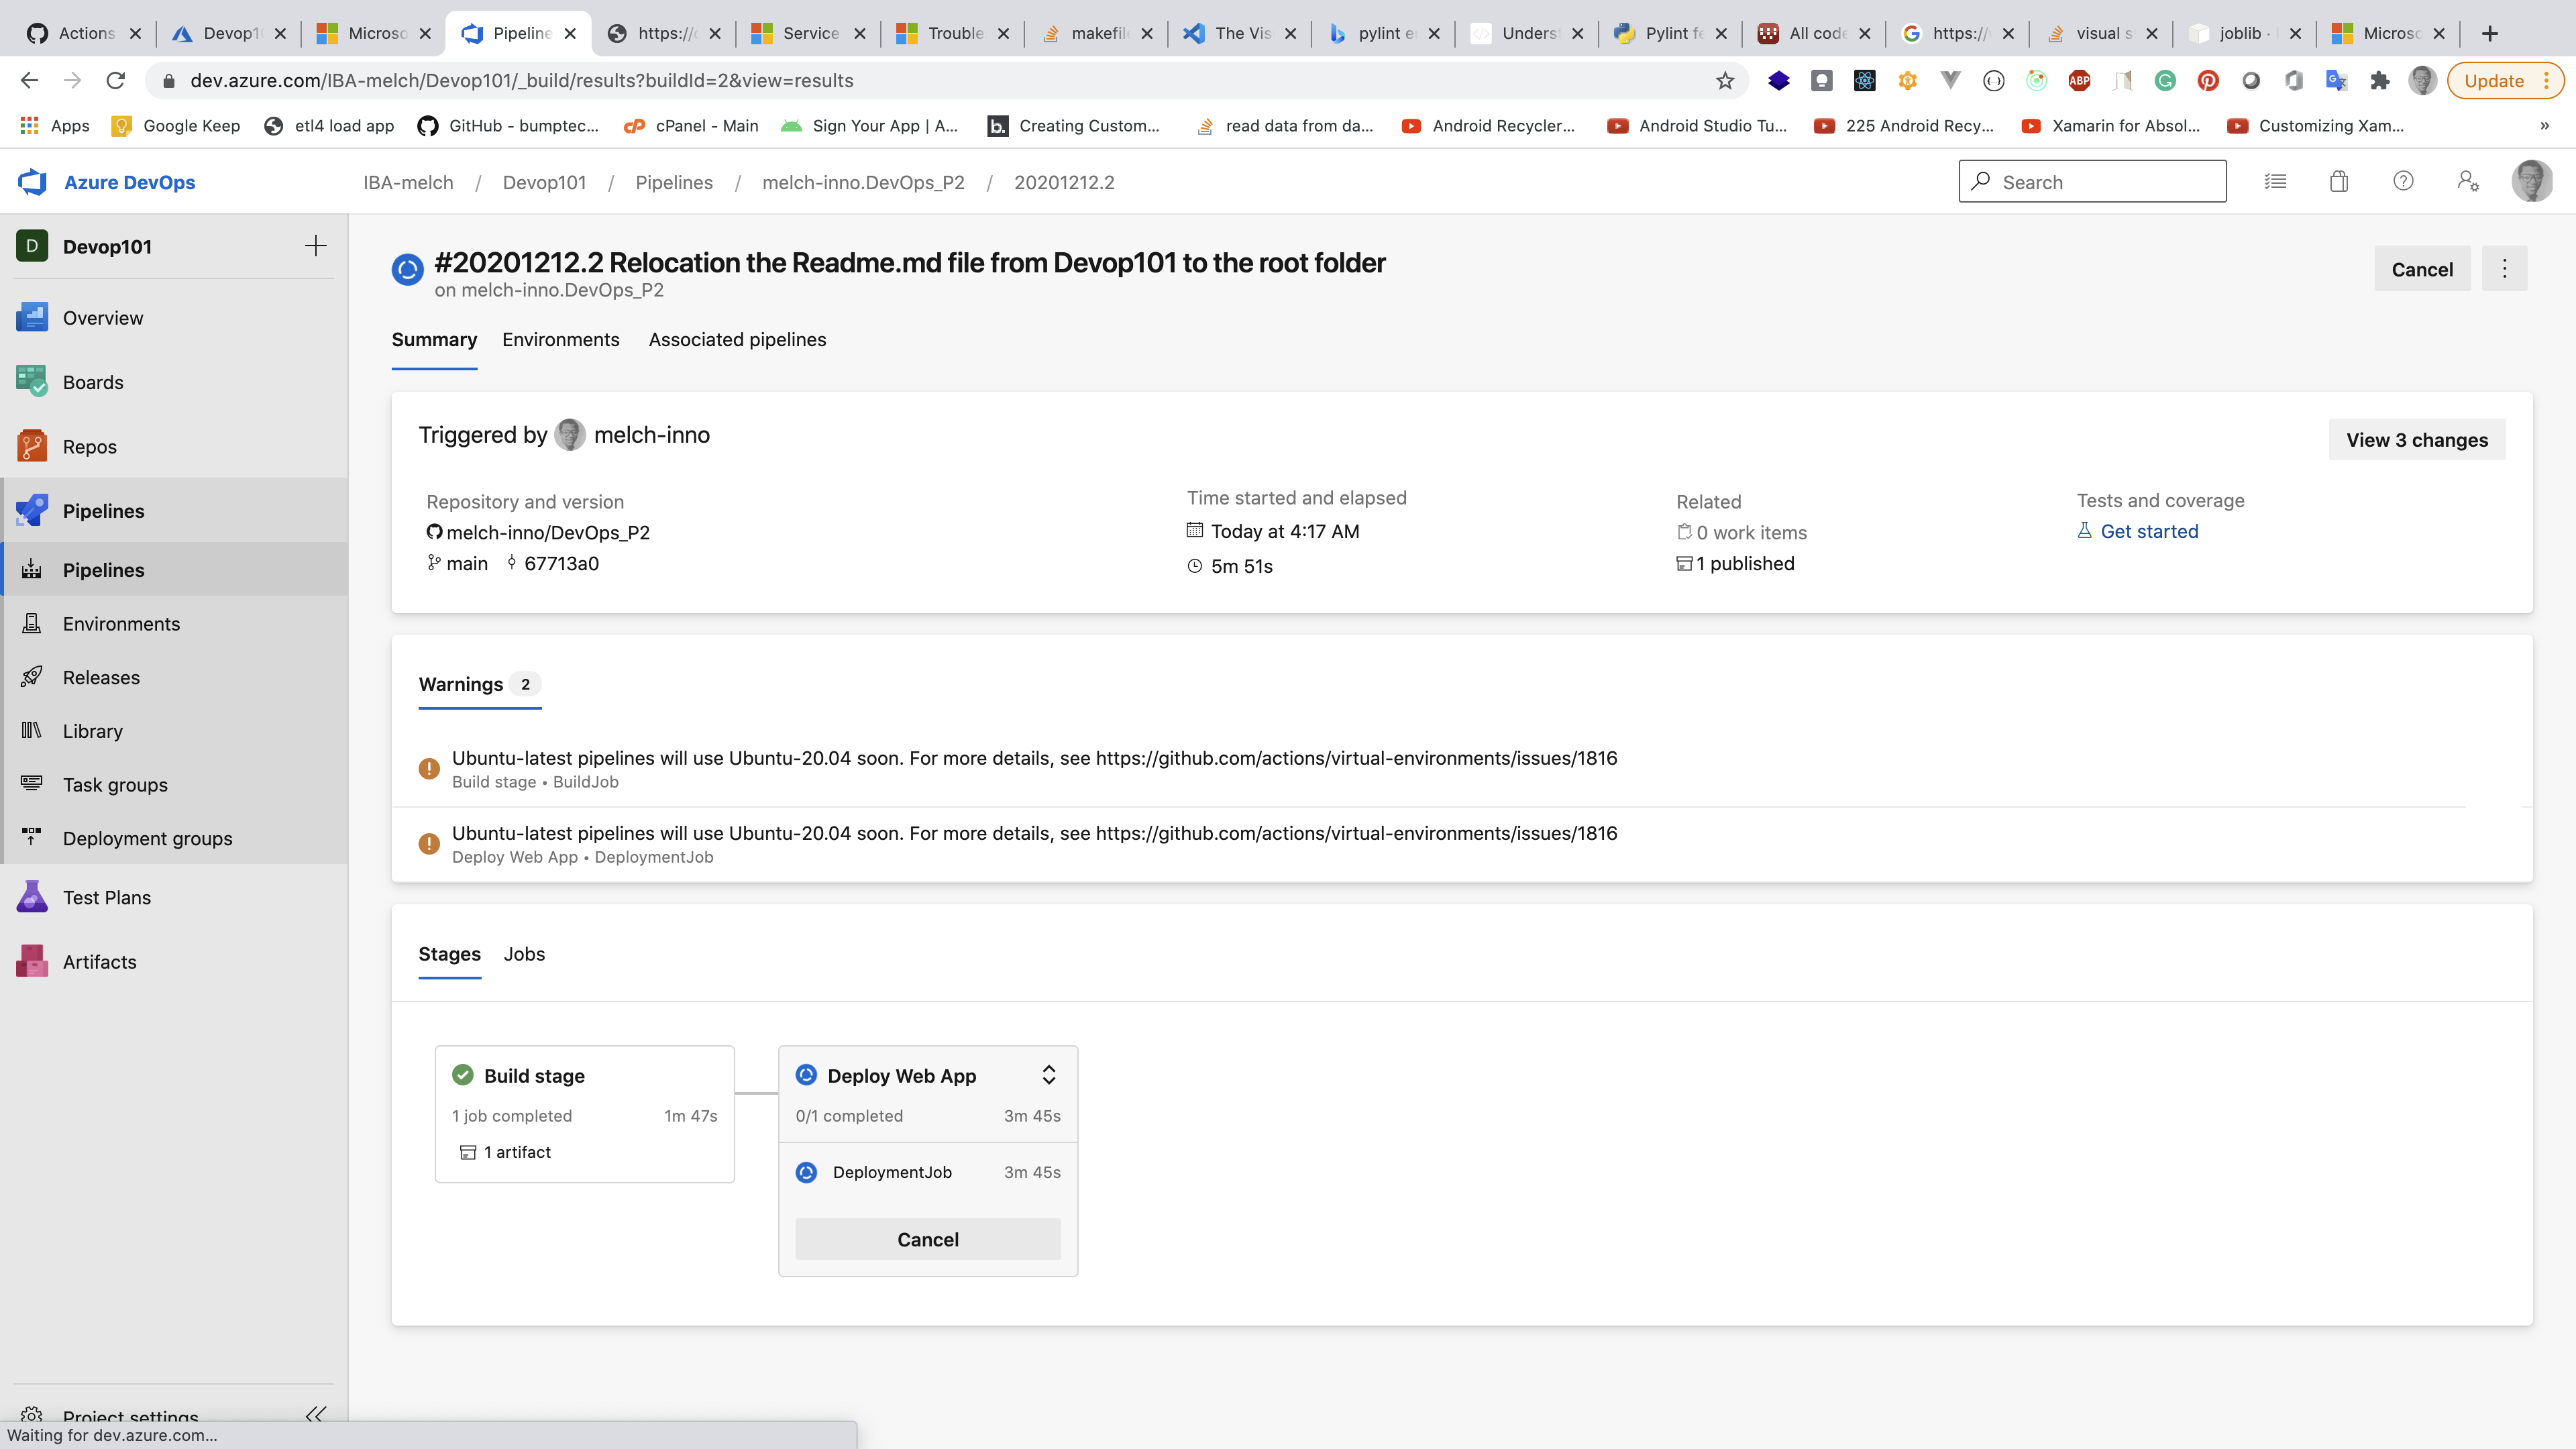 Actions
Devop1
Microso
Pipeline
https://
Service
Trouble
makefile
The Vis
pylint e
Underst
Pylint fe
All code
https://
visual s
joblib ·
Microso
dev.azure.com/IBA-melch/Devop101/_build/results?buildId=2&view=results
ABP
Update
Apps
Google Keep
etl4 load app
GitHub - bumptec...
cPanel - Main
Sign Your App | A...
Creating Custom...
read data from da...
Android Recycler...
Android Studio Tu...
225 Android Recy...
Xamarin for Absol...
Customizing Xam...
»
Azure DevOps
IBA-melch / Devop101 / Pipelines / melch-inno.DevOps_P2 / 20201212.2
Search
D Devop101
Overview
Boards
Repos
Pipelines
Pipelines
Environments
Releases
Library
Task groups
Deployment groups
Test Plans
Artifacts
Project settings
#20201212.2 Relocation the Readme.md file from Devop101 to the root folder
on melch-inno.DevOps_P2
Cancel
Summary Environments Associated pipelines
Triggered by melch-inno
View 3 changes
Repository and version
melch-inno/DevOps_P2
main 67713a0
Time started and elapsed
Today at 4:17 AM
5m 51s
Related
0 work items
1 published
Tests and coverage
Get started
Warnings 2
Ubuntu-latest pipelines will use Ubuntu-20.04 soon. For more details, see https://github.com/actions/virtual-environments/issues/1816
Build stage • BuildJob
Ubuntu-latest pipelines will use Ubuntu-20.04 soon. For more details, see https://github.com/actions/virtual-environments/issues/1816
Deploy Web App • DeploymentJob
Stages Jobs
Build stage
1 job completed 1m 47s
1 artifact
Deploy Web App
0/1 completed 3m 45s
DeploymentJob 3m 45s
Cancel
Waiting for dev.azure.com...